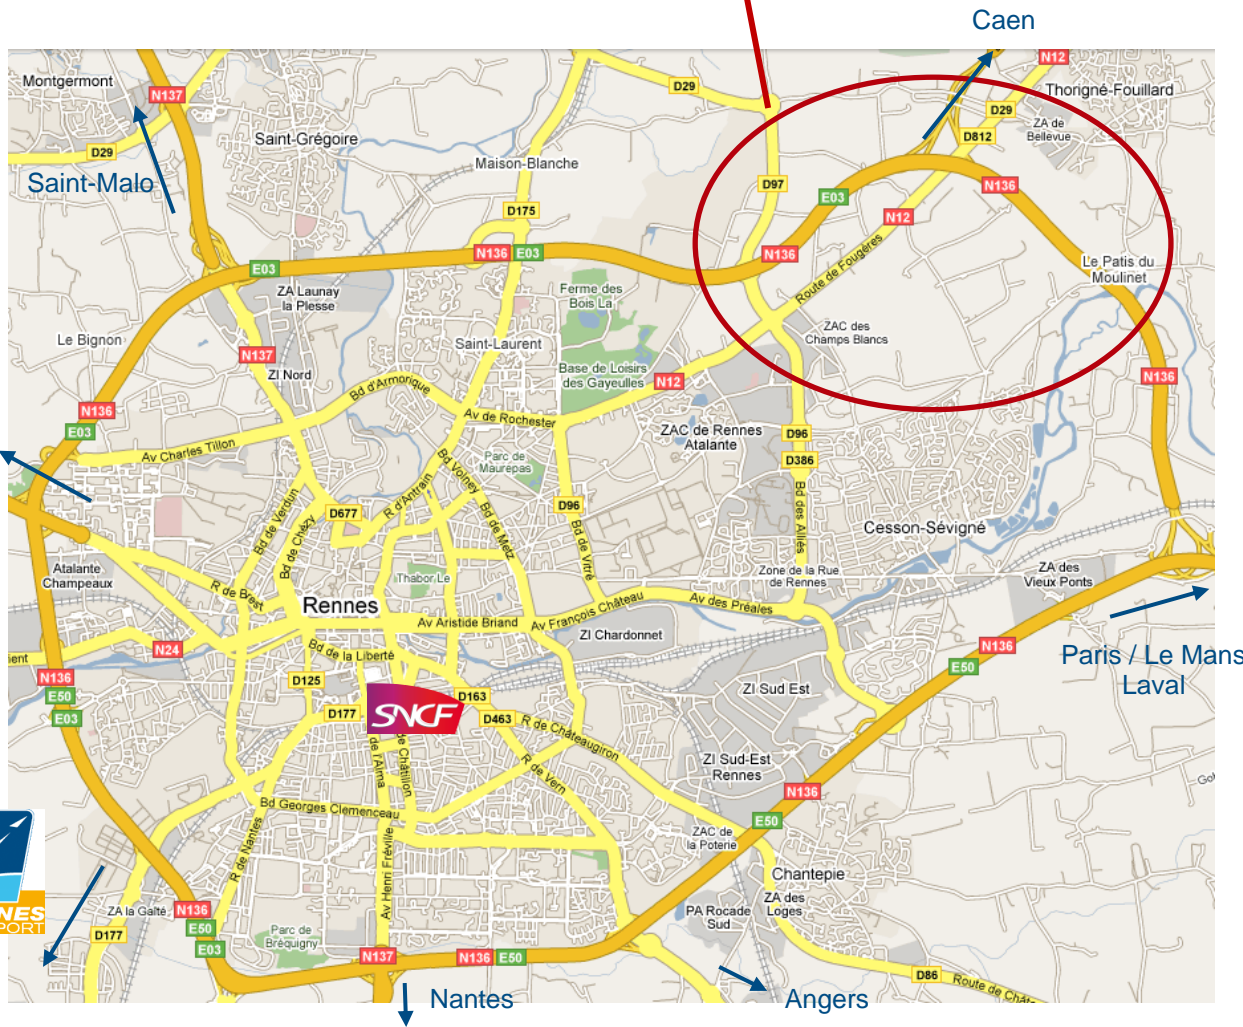 Caen
N12
Montgermont
D29
Thorigné-Fouillard
N137
D29
ZA de
Bellevue
D812
Saint-Grégoire
D29
Maison-Blanche
Saint-Malo
D97
E03
N136
D175
N12
N136 E03
N136
Route de Fougères
E03
Le Patis du
Moulinet
ZA Launay
la Plesse
Ferme des
Bois La
ZAC des
Champs Blancs
Le Bignon
Saint-Laurent
N137
ZI Nord
Base de Loisirs
des Gayeulles
N12
N136
Bd d'Armorique
N136
E03
Av de Rochester
Av Charles Tillon
ZAC de Rennes
Atalante
D96
D386
Parc de
Maurepas
Bd Volney
R d'Antrain
Bd de Verdun
Bd de Chézy
D677
Bd de Metz
D96
Bd de Vitré
Bd des Alliés
Cesson-Sévigné
Atalante
Champeaux
Thabor Le
Zone de la Rue
de Rennes
ZA des
Vieux Ponts
R de Brest
Rennes
Av François Château
Av des Préales
Av Aristide Briand
ZI Chardonnet
N24
Bd de la Liberté
ient
N136
E50
E03
N136
E50
Paris / Le Mans
Laval
D125
D163
ZI Sud Est
D177
SNCF
D463
R de Châteaugiron
de l'Alma
de Châtillon
R de Vern
ZI Sud-Est
Rennes
N136
E50
Bd Georges Clemenceau
R de Nantes
Av Henri Fréville
ZAC de
la Poterie
Chantepie
ZA des
Loges
PA Rocade
Sud
NES
PORT
ZA la Gaîté
N136
E50
E03
D177
Parc de
Bréquigny
N137
N136 E50
D86
Route de Chât
Nantes
Angers